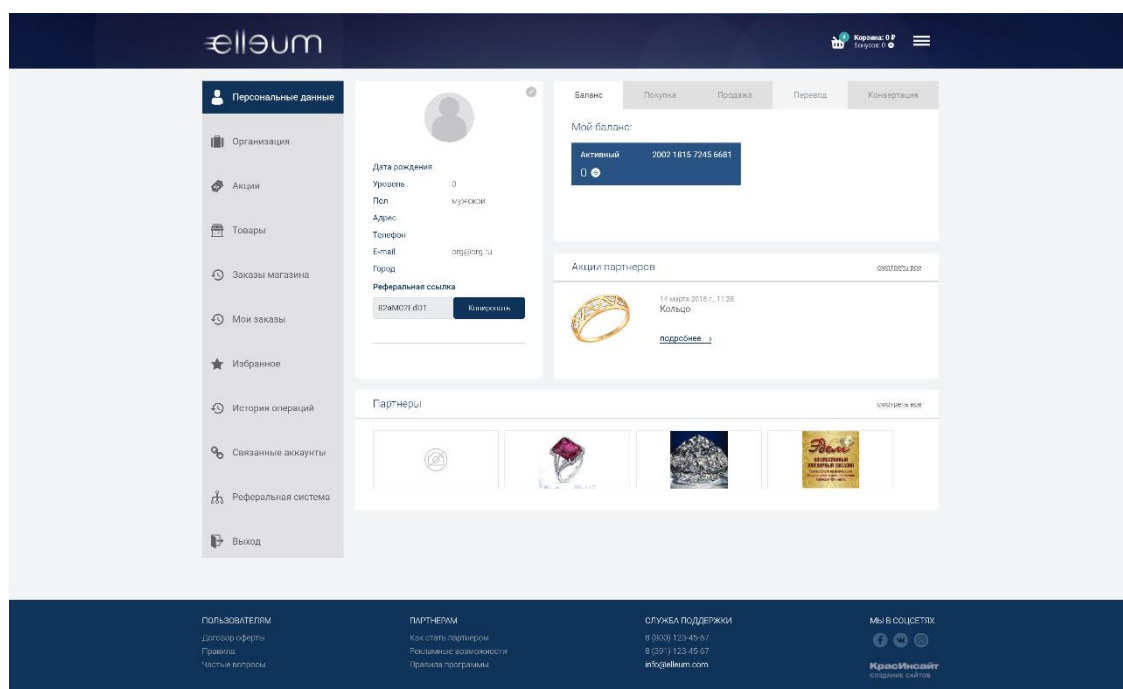 elleum
Корзина: 0 ₽
Бонусов: 0
Персональные данные
Организация
Акции
Товары
Заказы магазина
Мои заказы
Избранное
История операций
Связанные аккаунты
Реферальная система
Выход
Дата рождения
Уровень 0
Пол мужской
Адрес
Телефон
E-mail org@org.ru
Город
Реферальная ссылка
Копировать
Баланс Покупка Продажа Перевод Конвертация
Мой баланс:
Активный 2002 1815 7245 6681
0
Акции партнеров смотреть все
14 марта 2018 г., 11:28
Кольцо
подробнее
Партнеры смотреть все
Эдем
ПОЛЬЗОВАТЕЛЯМ
Договор оферты
Правила
Частые вопросы
ПАРТНЕРАМ
Как стать партнером
Рекламные возможности
Правила программы
СЛУЖБА ПОДДЕРЖКИ
8 (800) 123-45-67
8 (391) 123-45-67
info@elleum.com
МЫ В СОЦСЕТЯХ
КрасИнсайт
СОЗДАНИЕ САЙТОВ